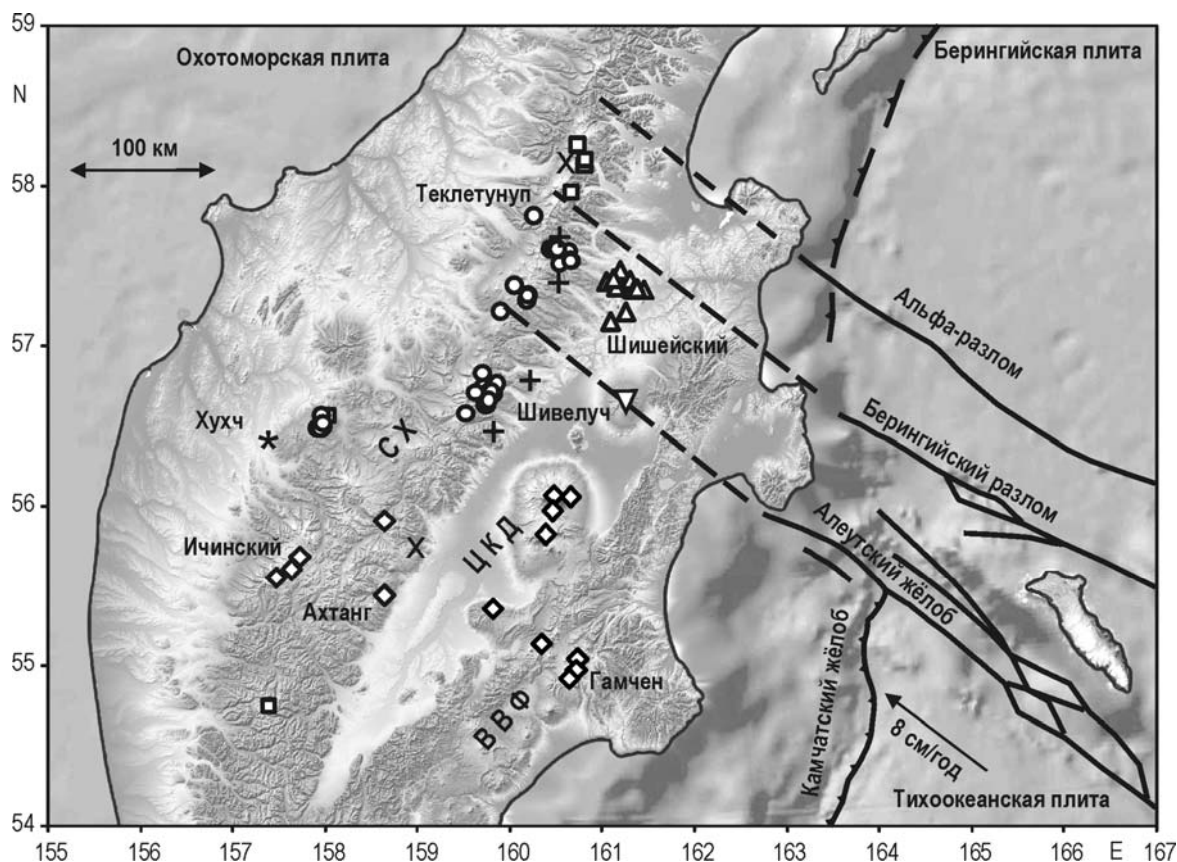 59
N
58
57
56
55
54
155 156 157 158 159 160 161 162 163 164 165 166 E 167
Охотоморская плита
Берингийская плита
100 км
Теклетунуп
Альфа-разлом
Шишейский
Хухч
СХ
Шивелуч
Берингийский разлом
Ичинский
ЦКД
Алеутский жёлоб
Ахтанг
Гамчен
ВВФ
Камчатский жёлоб
8 см/год
Тихоокеанская плита